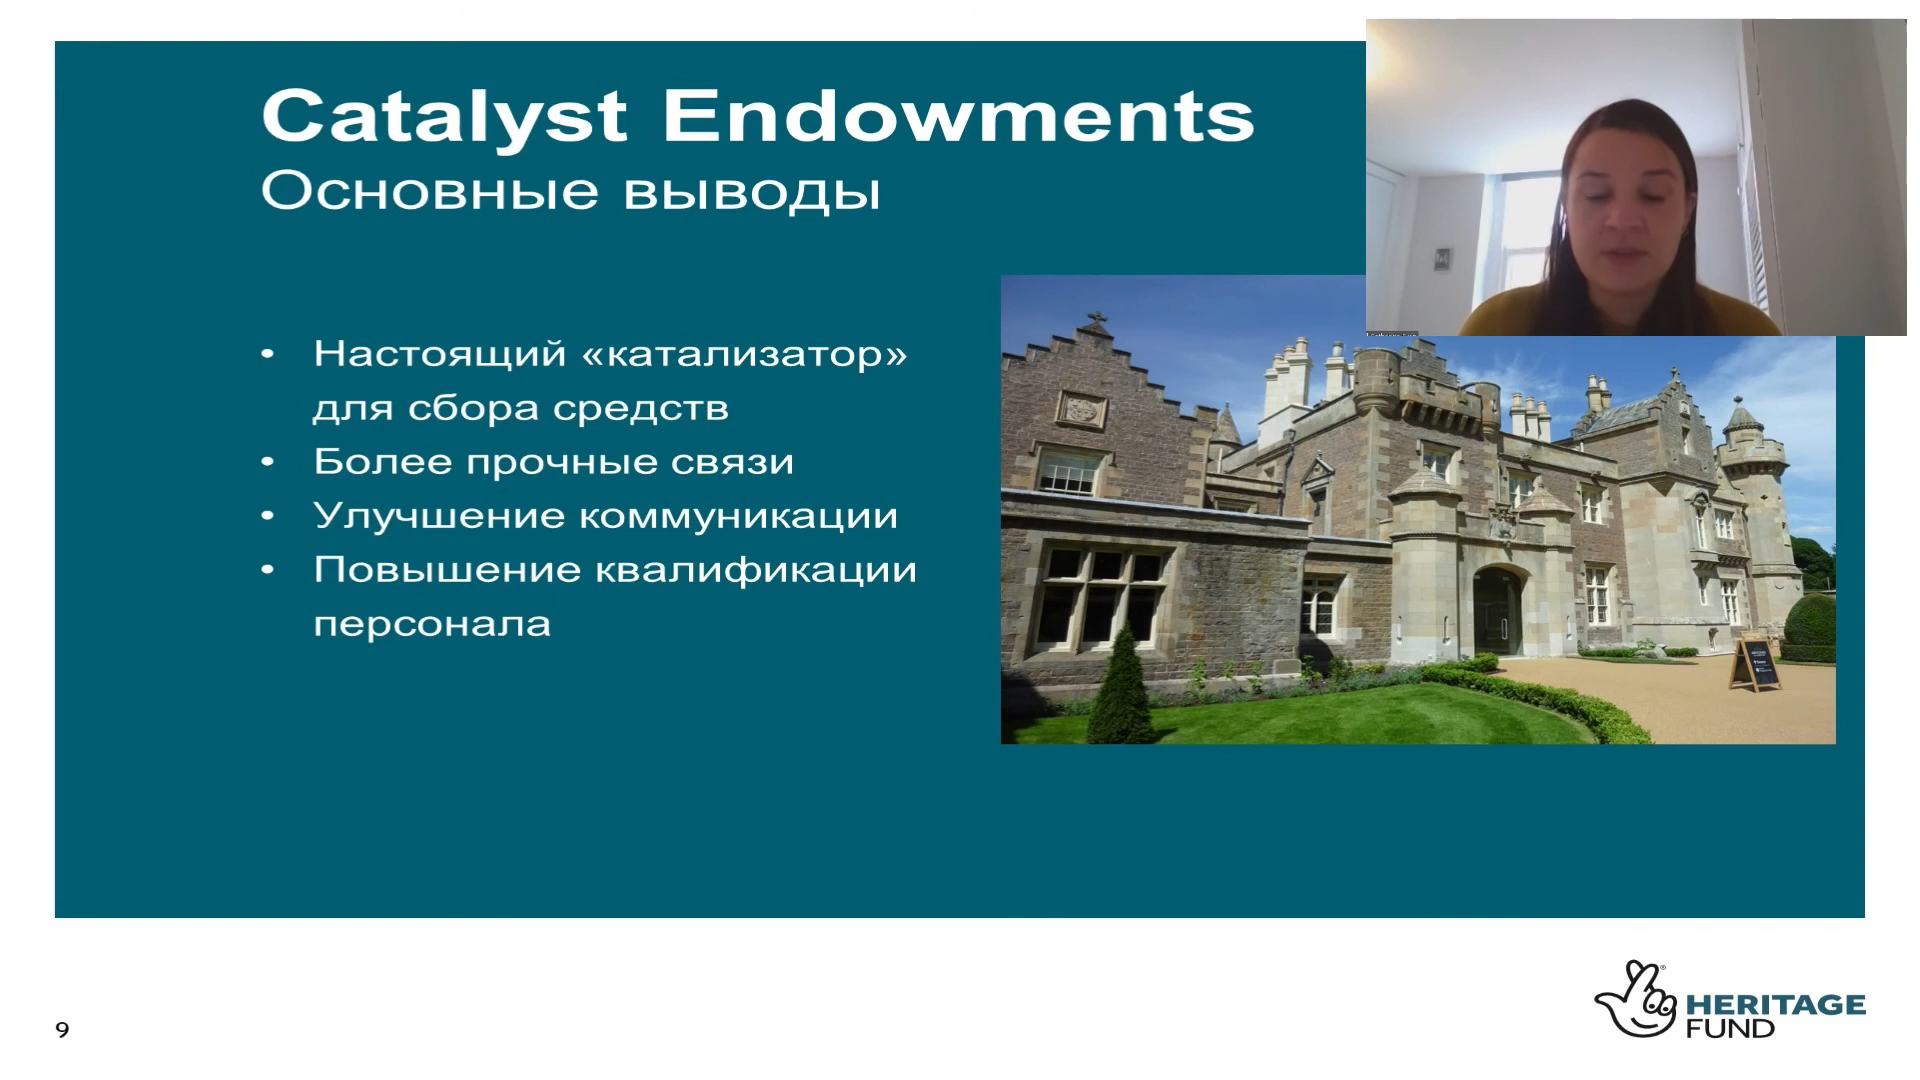 Catalyst Endowments
Основные выводы
• Настоящий «катализатор»
для сбора средств
• Более прочные связи
• Улучшение коммуникации
• Повышение квалификации
персонала
9
HERITAGE
FUND